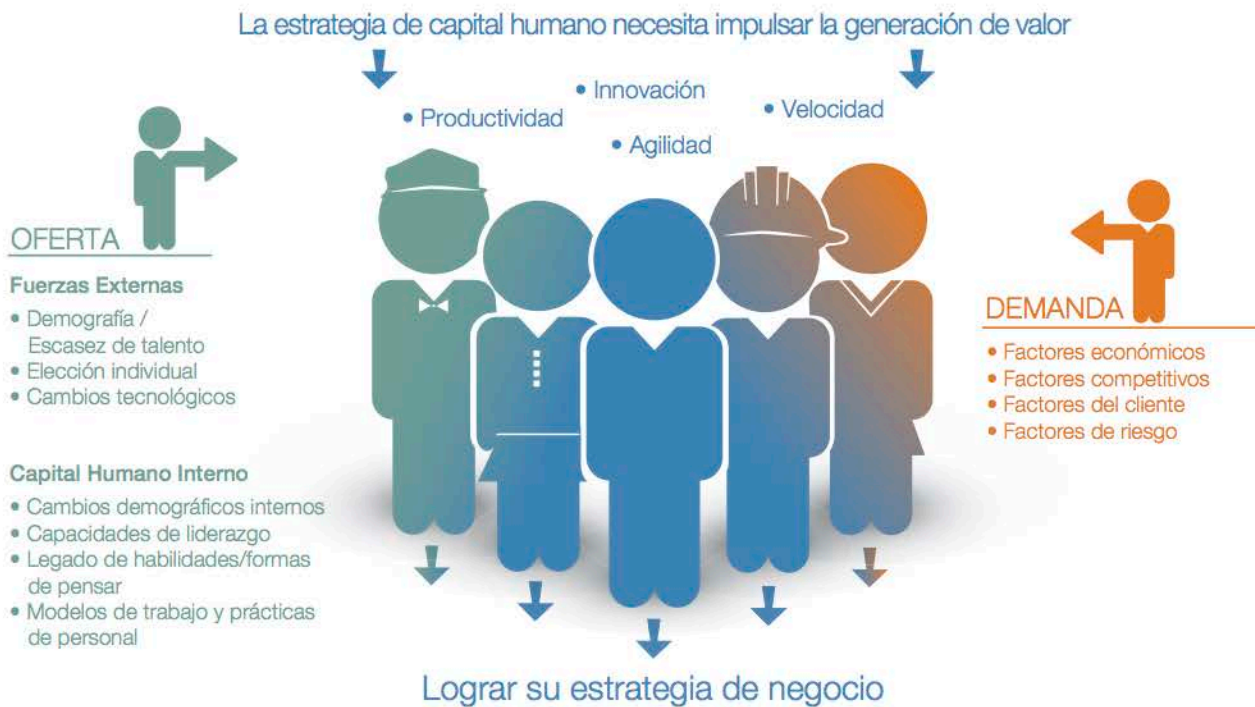 La estrategia de capital humano necesita impulsar la generación de valor
• Innovación
• Velocidad
• Productividad
• Agilidad
OFERTA
Fuerzas Externas
• Demografía /
Escasez de talento
• Elección individual
• Cambios tecnológicos
Capital Humano Interno
• Cambios demográficos internos
• Capacidades de liderazgo
• Legado de habilidades/formas
de pensar
• Modelos de trabajo y prácticas
de personal
DEMANDA
• Factores económicos
• Factores competitivos
• Factores del cliente
• Factores de riesgo
Lograr su estrategia de negocio